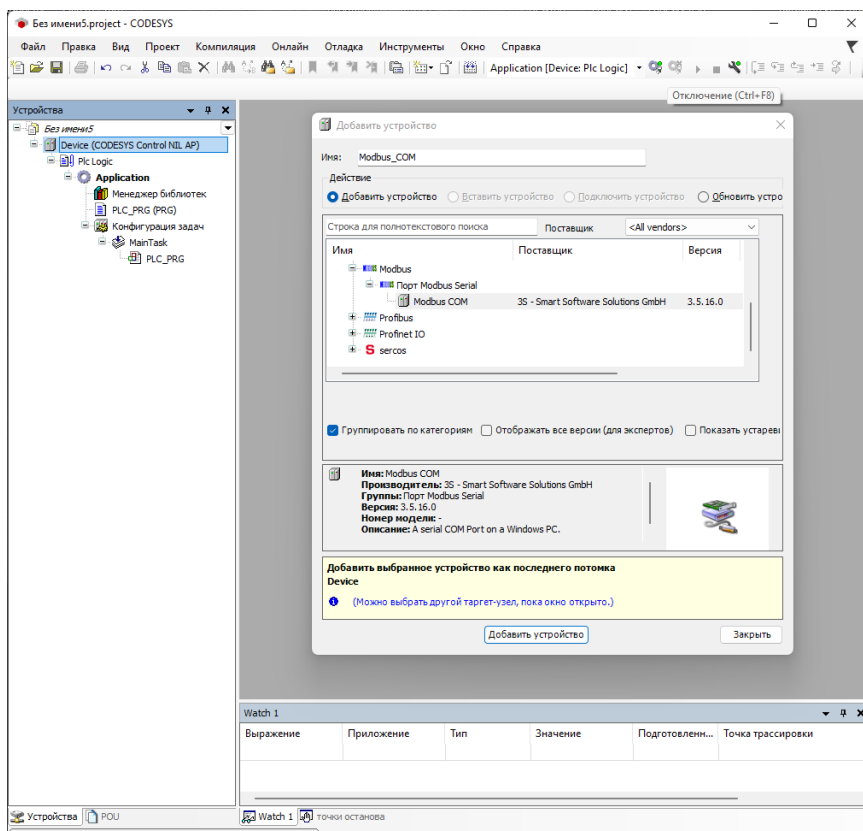 Без имени5.project - CODESYS
Файл Правка Вид Проект Компиляция Онлайн Отладка Инструменты Окно Справка
Application [Device: Plc Logic]
Отключение (Ctrl+F8)
Устройства
Без имени5
Device (CODESYS Control NIL AP)
Plc Logic
Application
Менеджер библиотек
PLC_PRG (PRG)
Конфигурация задач
MainTask
PLC_PRG
Добавить устройство
Имя: Modbus_COM
Действие
Добавить устройство Вставить устройство Подключить устройство Обновить устро
Строка для полнотекстового поиска Поставщик <All vendors>
Имя Поставщик Версия
Modbus
Порт Modbus Serial
Modbus COM 3S - Smart Software Solutions GmbH 3.5.16.0
Profibus
Profinet IO
sercos
Группировать по категориям Отображать все версии (для экспертов) Показать устареви
Имя: Modbus COM
Производитель: 3S - Smart Software Solutions GmbH
Группы: Порт Modbus Serial
Версия: 3.5.16.0
Номер модели: -
Описание: A serial COM Port on a Windows PC.
Добавить выбранное устройство как последнего потомка
Device
(Можно выбрать другой таргет-узел, пока окно открыто.)
Добавить устройство Закрыть
Watch 1
Выражение Приложение Тип Значение Подготовленн... Точка трассировки
Устройства POU
Watch 1 точки останова